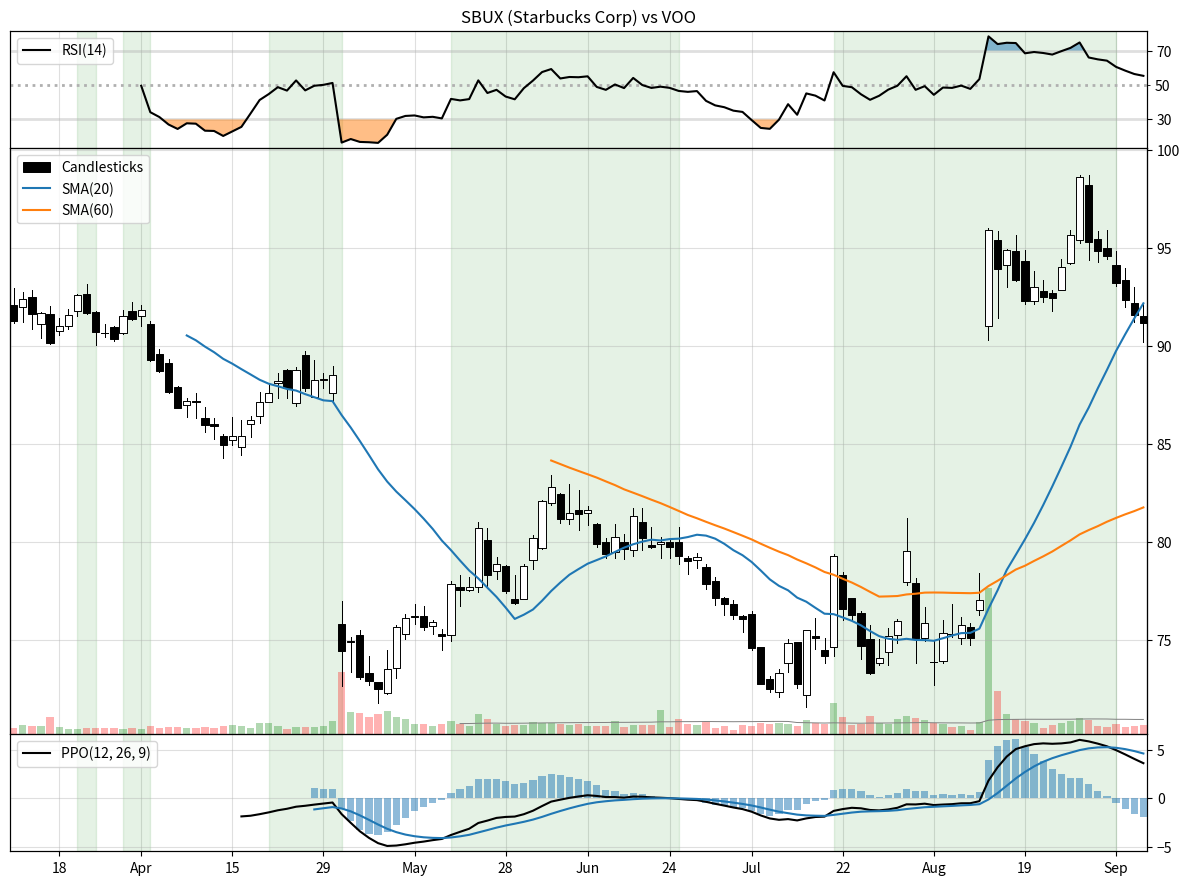 SBUX (Starbucks Corp) vs VOO
RSI(14)
70
50
30
Candlesticks
SMA(20)
SMA(60)
100
95
90
85
80
75
PPO(12, 26, 9)
5
0
−5
18 Apr 15 29 May 28 Jun 24 Jul 22 Aug 19 Sep